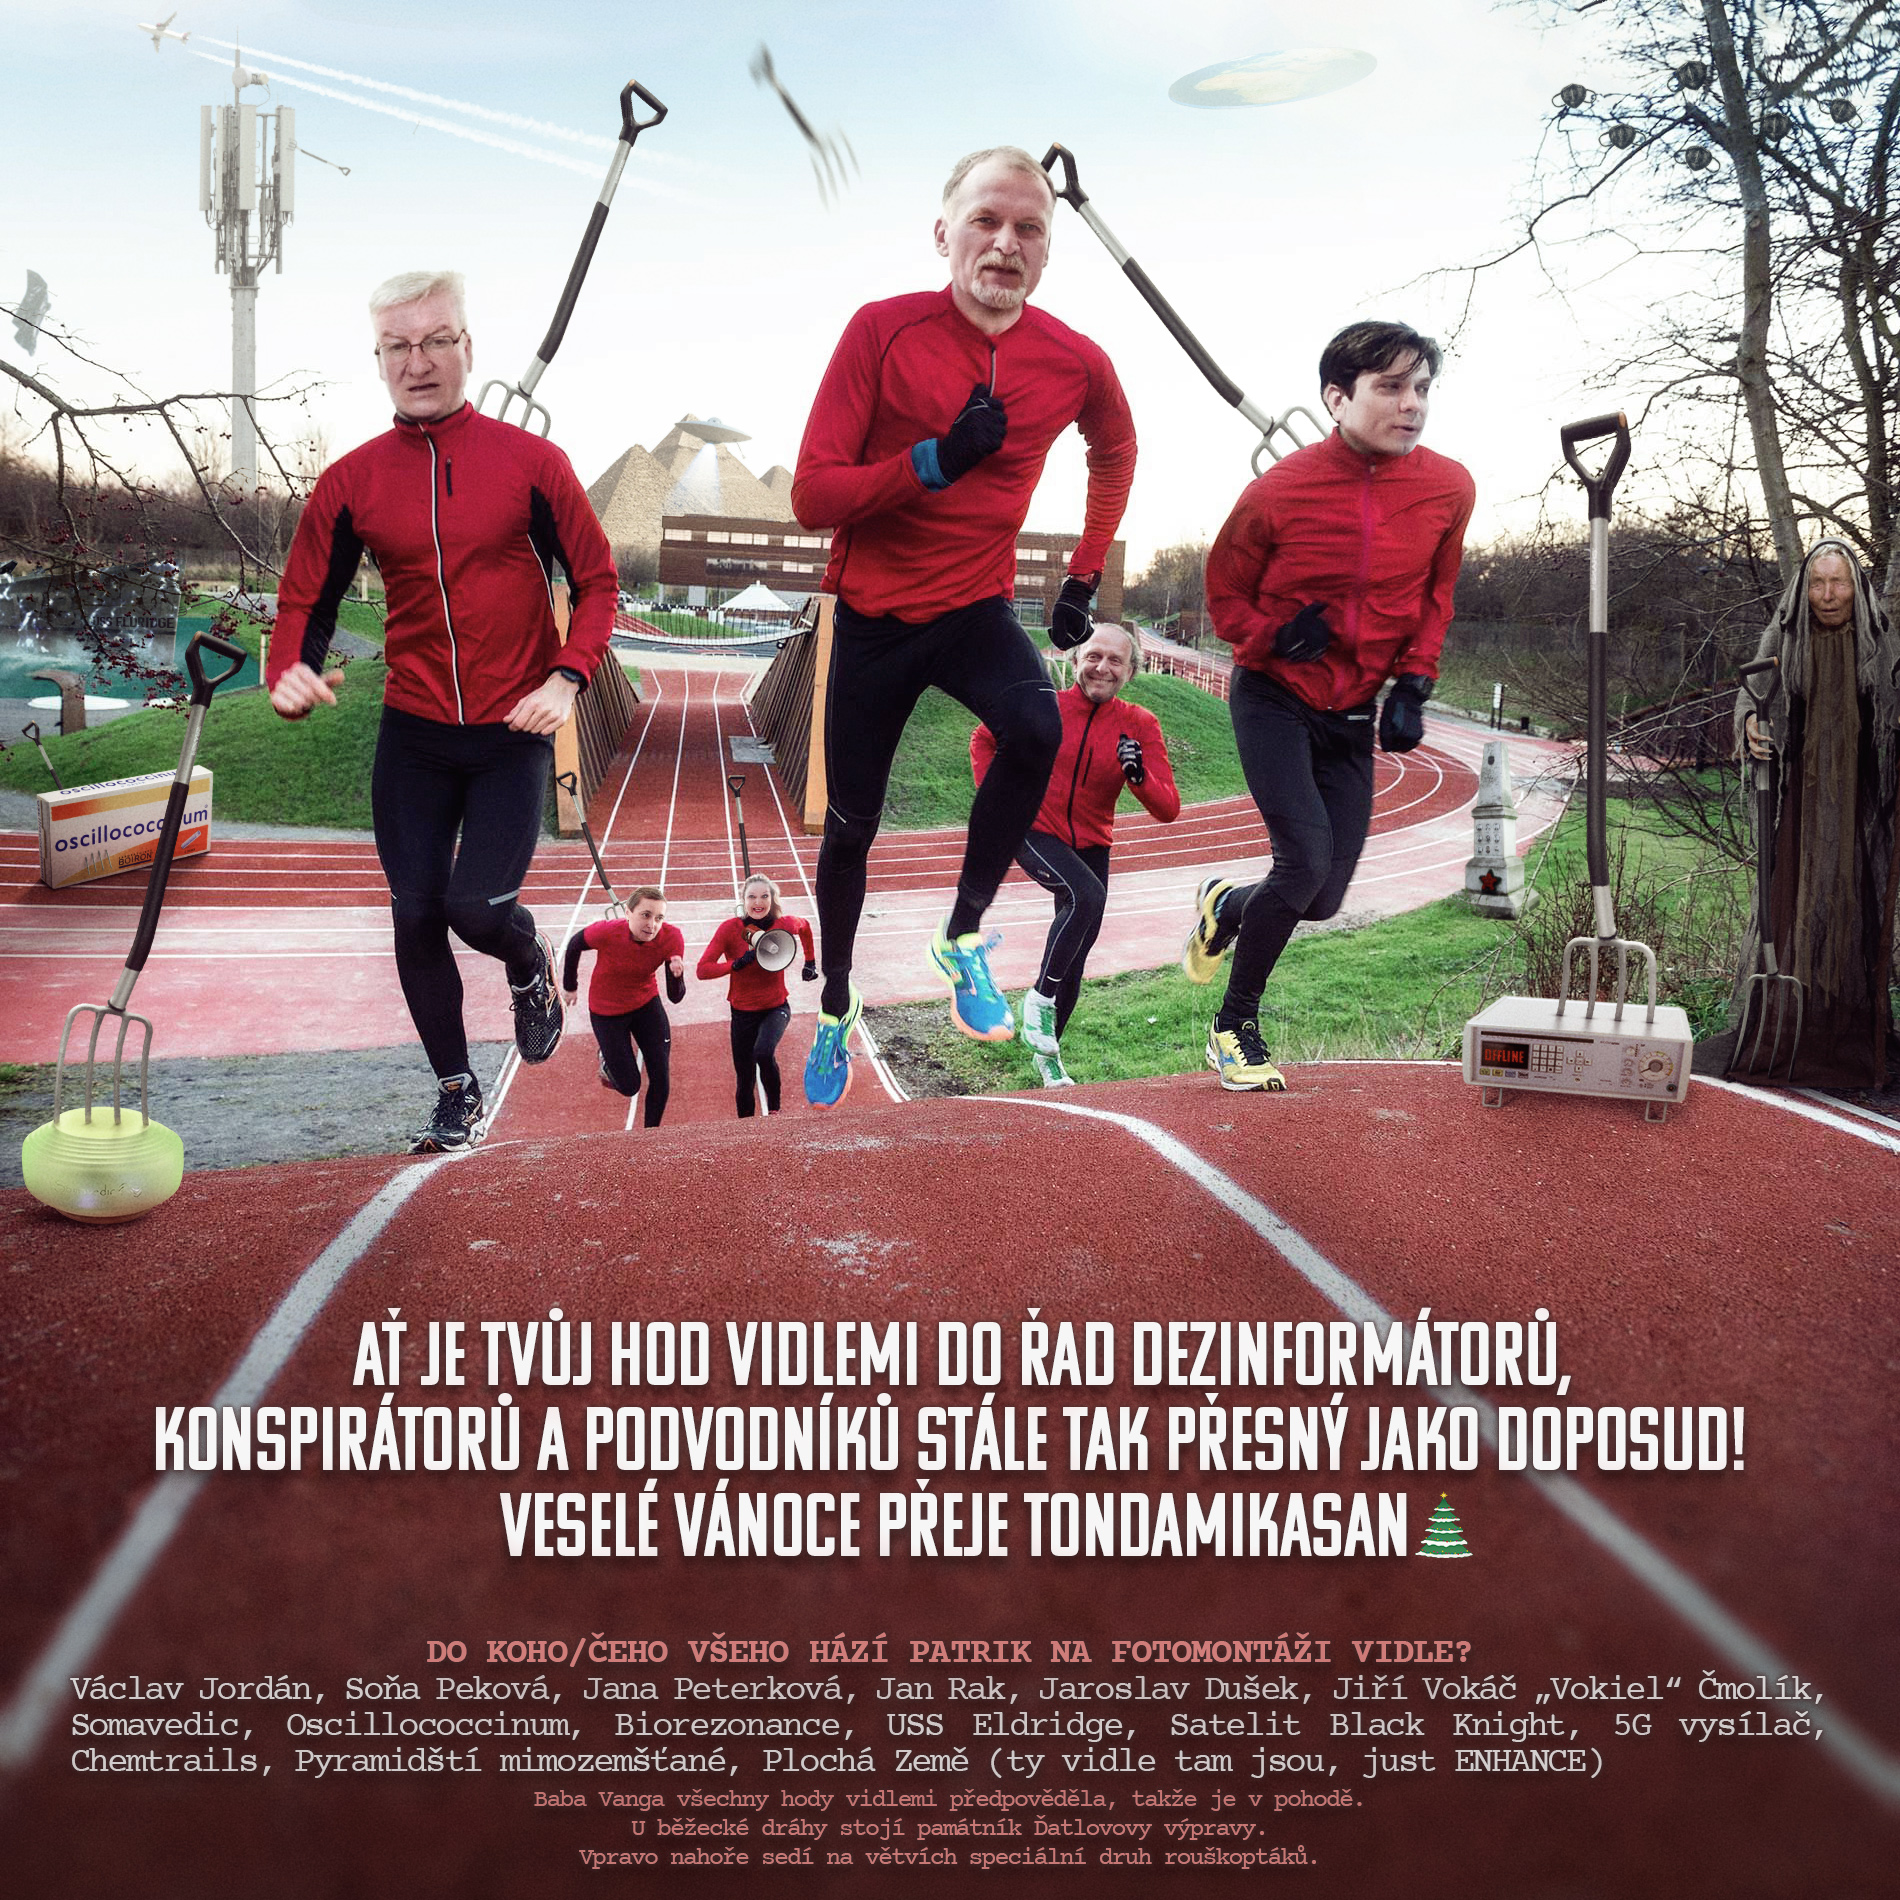 USS ELDRIDGE
oscillococcinum
oscillococcinum
BOIRON
OFFLINE
AŤ JE TVŮJ HOD VIDLEMI DO ŘAD DEZINFORMÁTORŮ,
KONSPIRÁTORŮ A PODVODNÍKŮ STÁLE TAK PŘESNÝ JAKO DOPOSUD!
VESELÉ VÁNOCE PŘEJE TONDAMIKASAN
DO KOHO/ČEHO VŠEHO HÁZÍ PATRIK NA FOTOMONTÁŽI VIDLE?
Václav Jordán, Soňa Peková, Jana Peterková, Jan Rak, Jaroslav Dušek, Jiří Vokáč „Vokiel“ Čmolík,
Somavedic, Oscillococcinum, Biorezonance, USS Eldridge, Satelit Black Knight, 5G vysílač,
Chemtrails, Pyramidští mimozemšťané, Plochá Země (ty vidle tam jsou, just ENHANCE)
Baba Vanga všechny hody vidlemi předpověděla, takže je v pohodě.
U běžecké dráhy stojí památník Ďatlovovy výpravy.
Vpravo nahoře sedí na větvích speciální druh rouškoptáků.